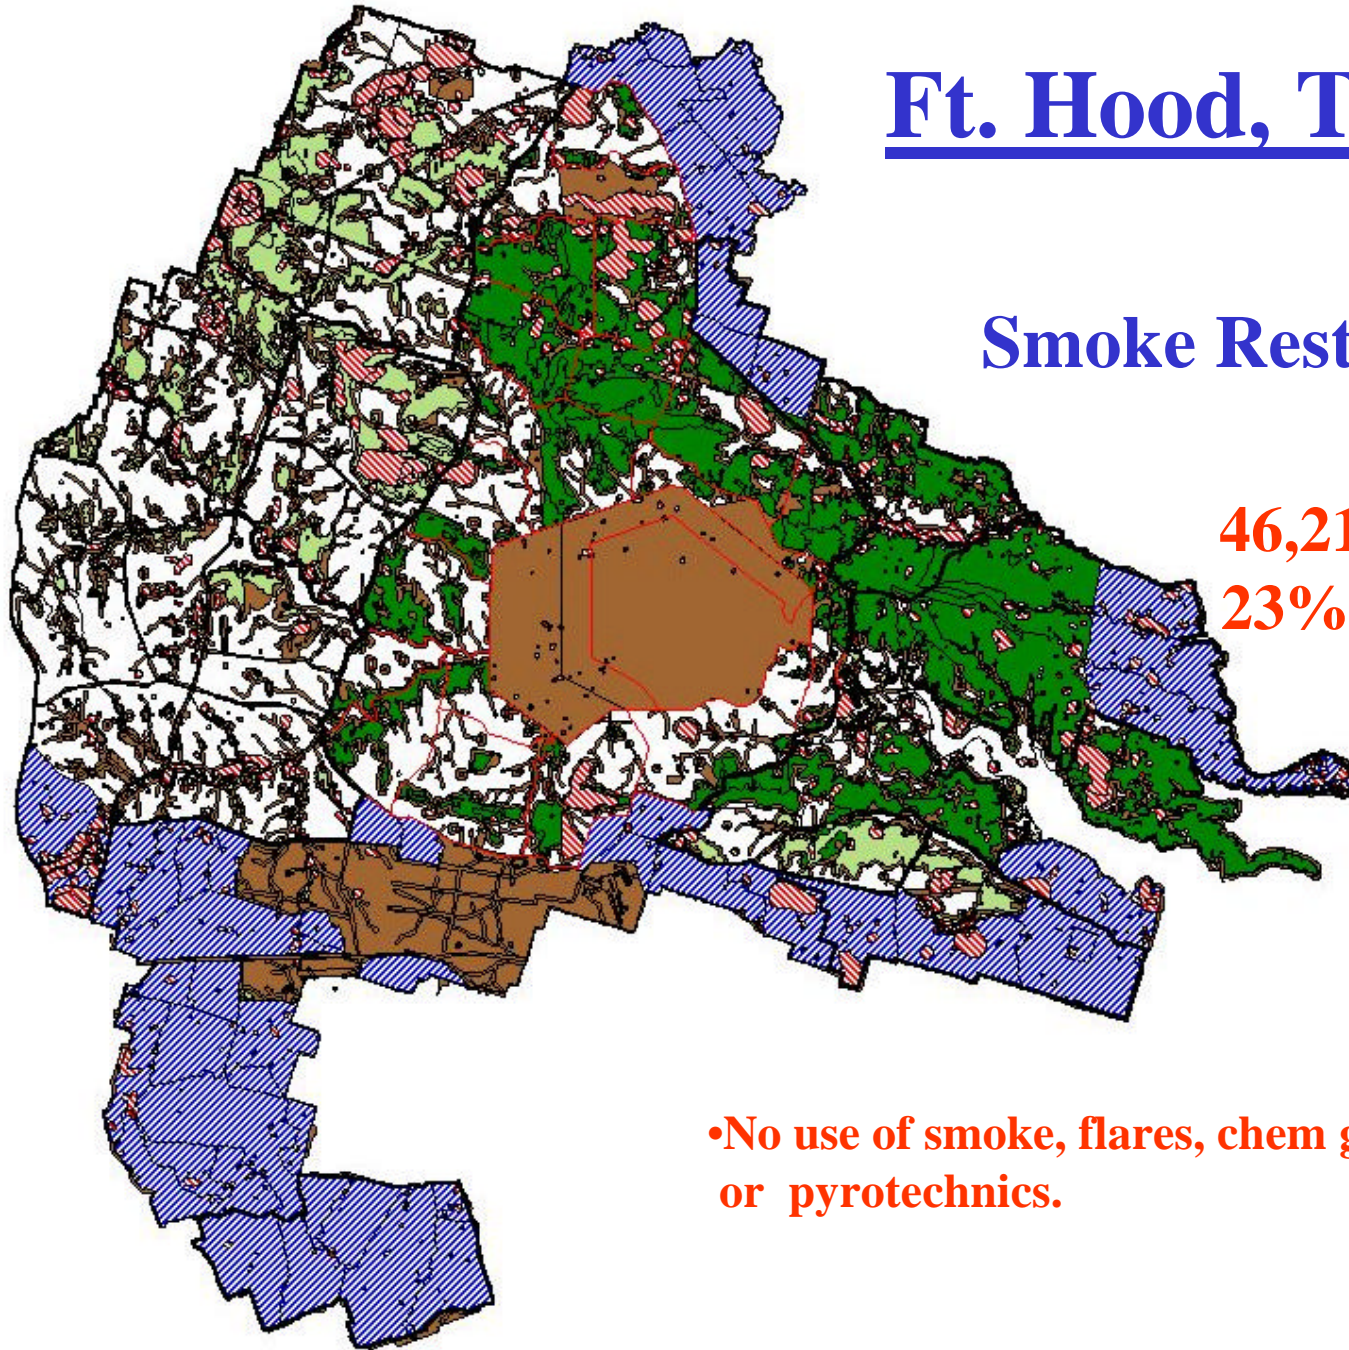 Ft. Hood, T
Smoke Rest
46,21
23%
•No use of smoke, flares, chem g
or pyrotechnics.